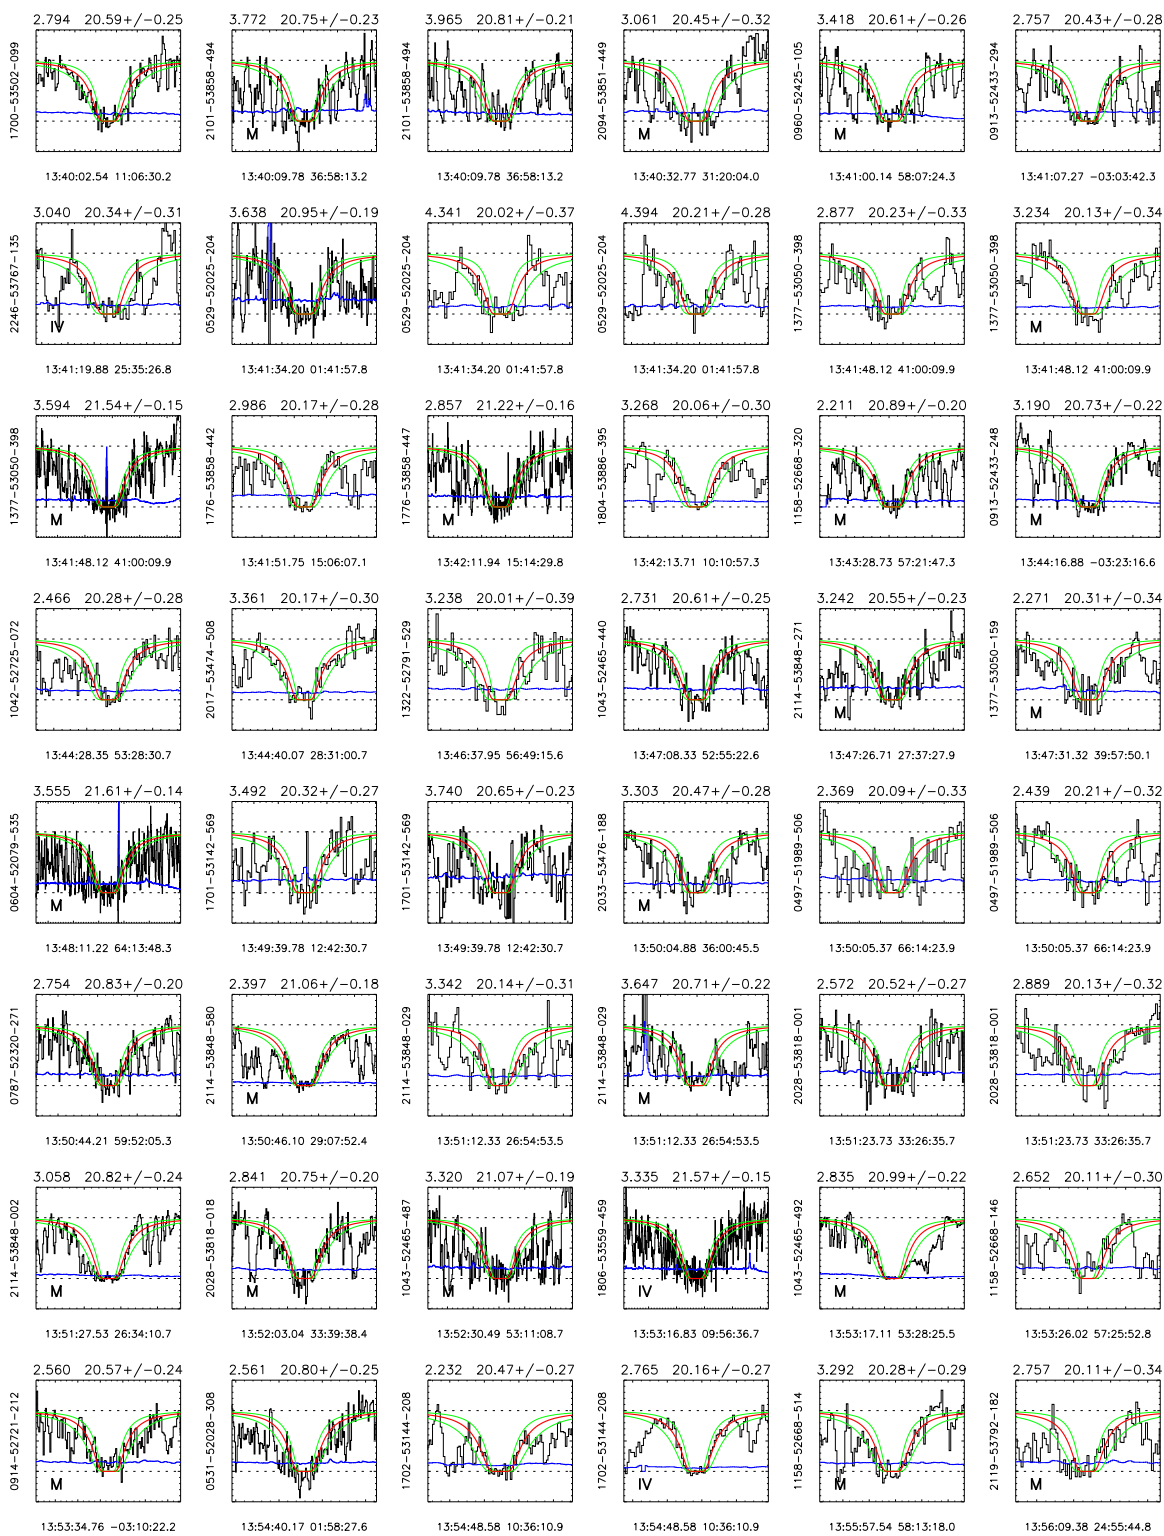 2.794 20.59+/-0.25 3.772 20.75+/-0.23 3.965 20.81+/-0.21 3.061 20.45+/-0.32 3.418 20.61+/-0.26 2.757 20.43+/-0.28
1700-53502-099 2101-53858-494 2101-53858-494 2094-53851-449 0960-52425-105 0913-52433-294
M M M M
13:40:02.54 11:06:30.2 13:40:09.78 36:58:13.2 13:40:09.78 36:58:13.2 13:40:32.77 31:20:04.0 13:41:00.14 58:07:24.3 13:41:07.27 -03:03:42.3
3.040 20.34+/-0.31 3.638 20.95+/-0.19 4.341 20.02+/-0.37 4.394 20.21+/-0.28 2.877 20.23+/-0.33 3.234 20.13+/-0.34
2246-53767-135 0529-52025-204 0529-52025-204 0529-52025-204 1377-53050-398 1377-53050-398
IV M
13:41:19.88 25:35:26.8 13:41:34.20 01:41:57.8 13:41:34.20 01:41:57.8 13:41:34.20 01:41:57.8 13:41:48.12 41:00:09.9 13:41:48.12 41:00:09.9
3.594 21.54+/-0.15 2.986 20.17+/-0.28 2.857 21.22+/-0.16 3.268 20.06+/-0.30 2.211 20.89+/-0.20 3.190 20.73+/-0.22
1377-53050-398 1776-53858-442 1776-53858-447 1804-53886-395 1158-52668-320 0913-52433-248
M M M M
13:41:48.12 41:00:09.9 13:41:51.75 15:06:07.1 13:42:11.94 15:14:29.8 13:42:13.71 10:10:57.3 13:43:28.73 57:21:47.3 13:44:16.88 -03:23:16.6
2.466 20.28+/-0.28 3.361 20.17+/-0.30 3.238 20.01+/-0.39 2.731 20.61+/-0.25 3.242 20.55+/-0.23 2.271 20.31+/-0.34
1042-52725-072 2017-53474-508 1322-52791-529 1043-52465-440 2114-53848-271 1377-53050-159
M M
13:44:28.35 53:28:30.7 13:44:40.07 28:31:00.7 13:46:37.95 56:49:15.6 13:47:08.33 52:55:22.6 13:47:26.71 27:37:27.9 13:47:31.32 39:57:50.1
3.555 21.61+/-0.14 3.492 20.32+/-0.27 3.740 20.65+/-0.23 3.303 20.47+/-0.28 2.369 20.09+/-0.33 2.439 20.21+/-0.32
0604-52079-535 1701-53142-569 1701-53142-569 2033-53476-188 0497-51989-506 0497-51989-506
M M
13:48:11.22 64:13:48.3 13:49:39.78 12:42:30.7 13:49:39.78 12:42:30.7 13:50:04.88 36:00:45.5 13:50:05.37 66:14:23.9 13:50:05.37 66:14:23.9
2.754 20.83+/-0.20 2.397 21.06+/-0.18 3.342 20.14+/-0.31 3.647 20.71+/-0.22 2.572 20.52+/-0.27 2.889 20.13+/-0.32
0787-52320-271 2114-53848-580 2114-53848-029 2114-53848-029 2028-53818-001 2028-53818-001
M M
13:50:44.21 59:52:05.3 13:50:46.10 29:07:52.4 13:51:12.33 26:54:53.5 13:51:12.33 26:54:53.5 13:51:23.73 33:26:35.7 13:51:23.73 33:26:35.7
3.058 20.82+/-0.24 2.841 20.75+/-0.20 3.320 21.07+/-0.19 3.335 21.57+/-0.15 2.835 20.99+/-0.22 2.652 20.11+/-0.30
2114-53848-002 2028-53818-018 1043-52465-487 1806-53559-459 1043-52465-492 1158-52668-146
M M M IV M
13:51:27.53 26:34:10.7 13:52:03.04 33:39:38.4 13:52:30.49 53:11:08.7 13:53:16.83 09:56:36.7 13:53:17.11 53:28:25.5 13:53:26.02 57:25:52.8
2.560 20.57+/-0.24 2.561 20.80+/-0.25 2.232 20.47+/-0.27 2.765 20.16+/-0.27 3.292 20.28+/-0.29 2.757 20.11+/-0.34
0914-52721-212 0531-52028-308 1702-53144-208 1702-53144-208 1158-52668-514 2119-53792-182
M IV M M
13:53:34.76 -03:10:22.2 13:54:40.17 01:58:27.6 13:54:48.58 10:36:10.9 13:54:48.58 10:36:10.9 13:55:57.54 58:13:18.0 13:56:09.38 24:55:44.8